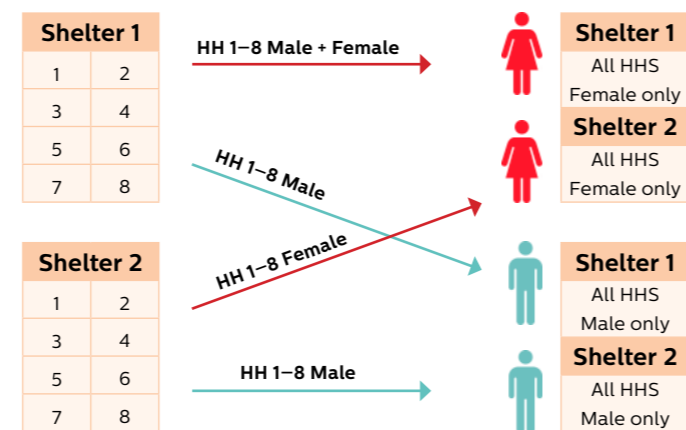 Shelter 1
1 2
3 4
5 6
7 8
HH 1–8 Male + Female
HH 1–8 Male
Shelter 1
All HHS
Female only
Shelter 2
All HHS
Female only
Shelter 2
1 2
3 4
5 6
7 8
HH 1–8 Female
HH 1–8 Male
Shelter 1
All HHS
Male only
Shelter 2
All HHS
Male only